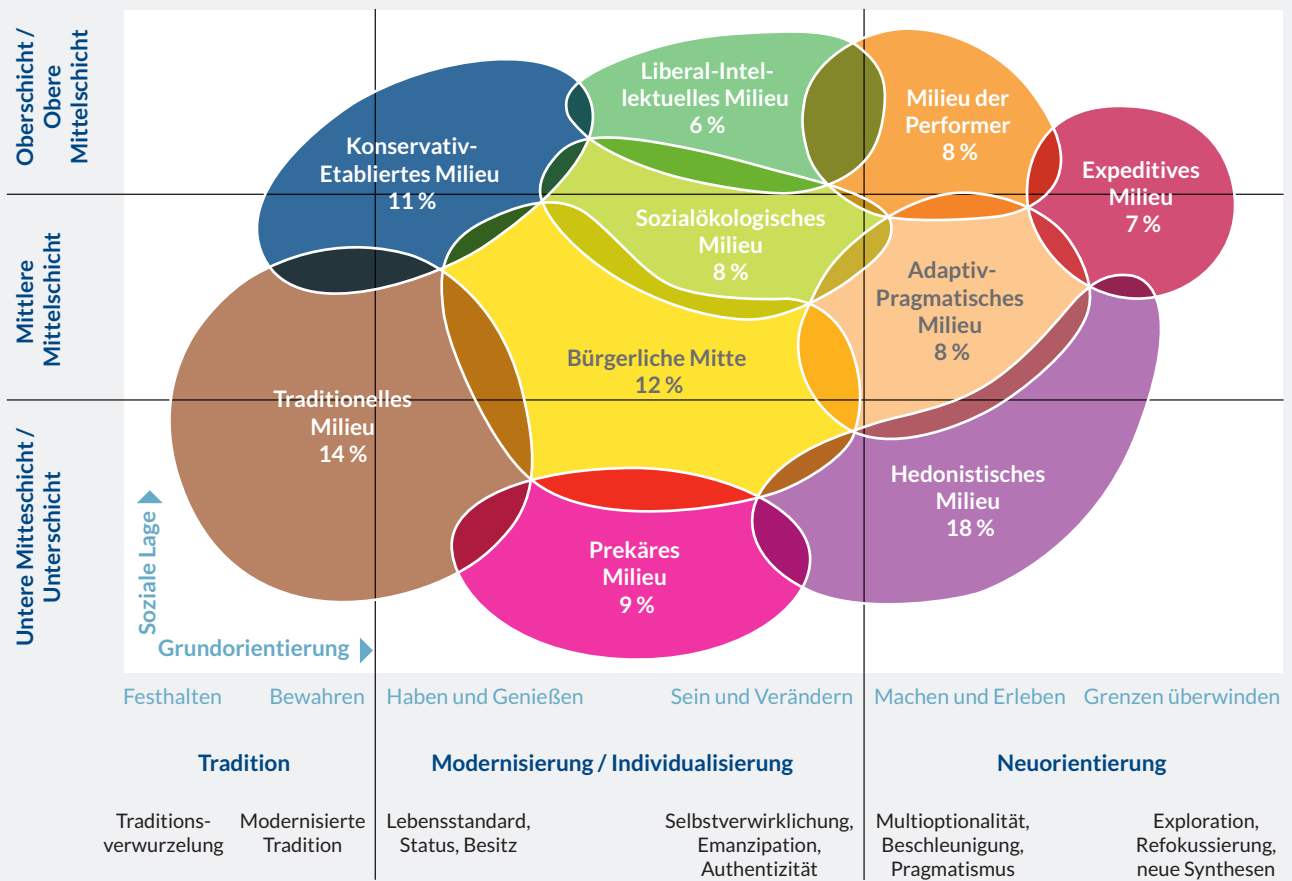 Oberschicht /
Obere
Mittelschicht
Mittlere
Mittelschicht
Untere Mitteschicht /
Unterschicht
Konservativ-
Etabliertes Milieu
11 %
Liberal-Intel-
lektuelles Milieu
6 %
Milieu der
Performer
8 %
Expeditives
Milieu
7 %
Sozialökologisches
Milieu
8 %
Adaptiv-
Pragmatisches
Milieu
8 %
Bürgerliche Mitte
12 %
Traditionelles
Milieu
14 %
Hedonistisches
Milieu
18 %
Prekäres
Milieu
9 %
Soziale Lage
Grundorientierung
Festhalten
Bewahren
Haben und Genießen
Sein und Verändern
Machen und Erleben
Grenzen überwinden
Tradition
Modernisierung / Individualisierung
Neuorientierung
Traditions-
verwurzelung
Modernisierte
Tradition
Lebensstandard,
Status, Besitz
Selbstverwirklichung,
Emanzipation,
Authentizität
Multioptionalität,
Beschleunigung,
Pragmatismus
Exploration,
Refokussierung,
neue Synthesen